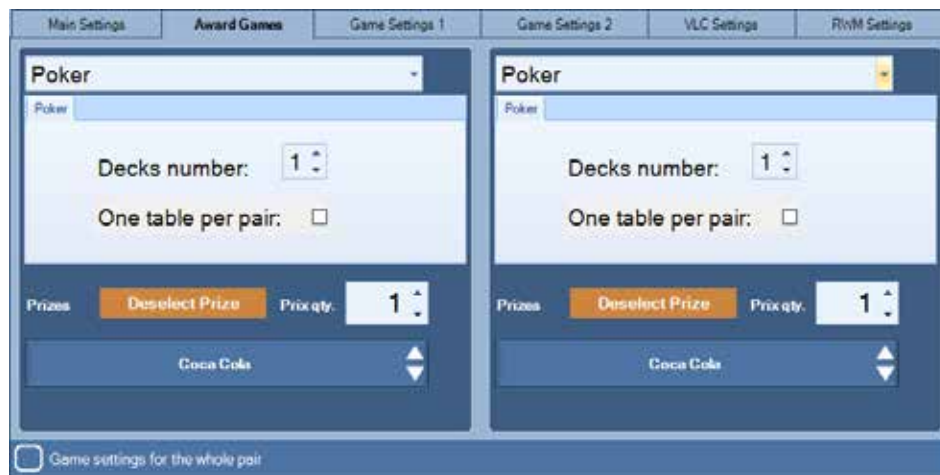 Main Settings Award Games Game Settings 1 Game Settings 2 VLC Settings RWM Settings
Poker
Poker
Decks number: 1
One table per pair:
Prizes Deselect Prize Prix qty. 1
Coca Cola
Poker
Poker
Decks number: 1
One table per pair:
Prizes Deselect Prize Prix qty. 1
Coca Cola
Game settings for the whole pair